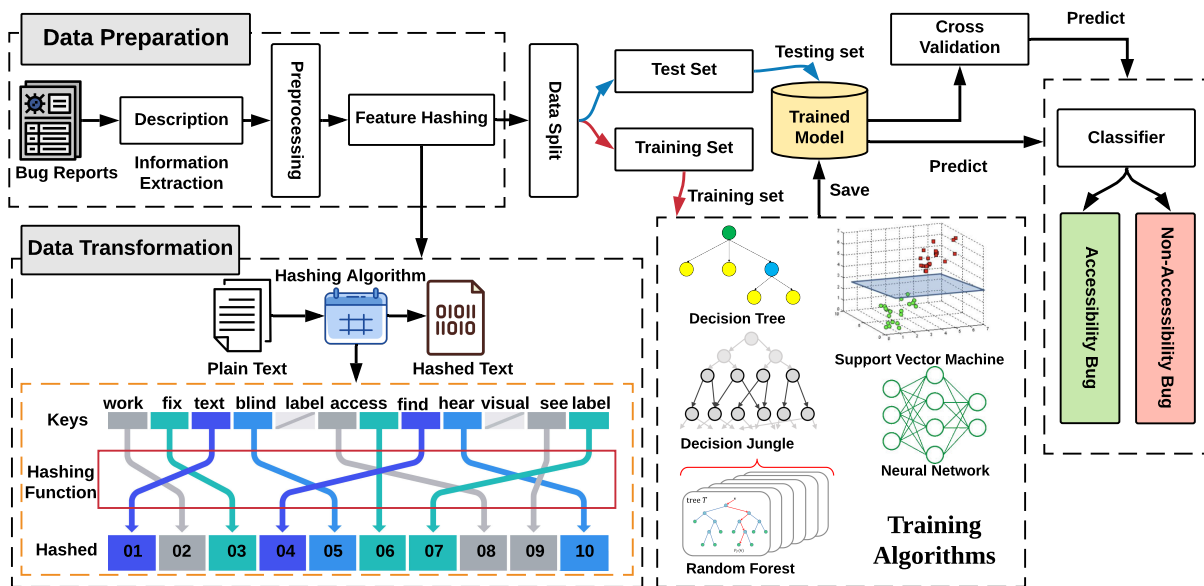 Data Preparation
Bug Reports
Description
Information
Extraction
Preprocessing
Feature Hashing
Data Split
Test Set
Training Set
Testing set
Training set
Trained
Model
Save
Cross
Validation
Predict
Predict
Classifier
Accessibility Bug
Non-Accessibility Bug
Data Transformation
Hashing Algorithm
Plain Text
01011
11010
Hashed Text
Keys
work fix text blind label access find hear visual see label
Hashing
Function
Hashed
01 02 03 04 05 06 07 08 09 10
Decision Tree
Support Vector Machine
Decision Jungle
Neural Network
tree T
Random Forest
Training
Algorithms